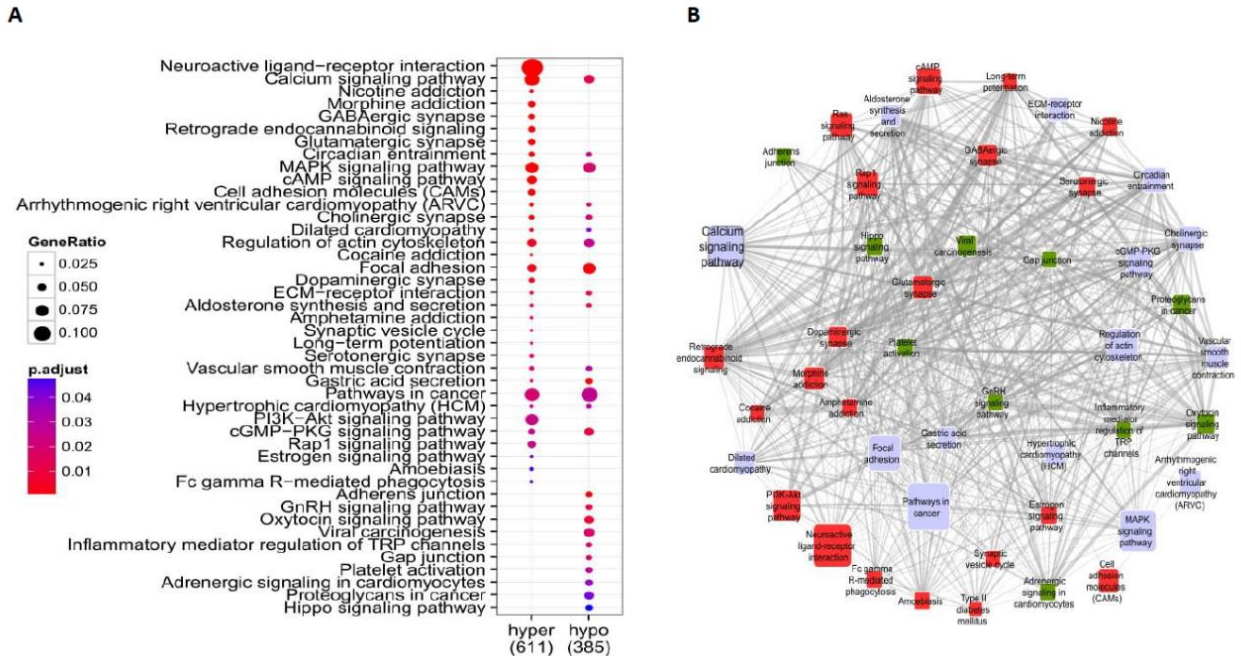 A
Neuroactive ligand-receptor interaction
Calcium signaling pathway
Nicotine addiction
Morphine addiction
GABAergic synapse
Retrograde endocannabinoid signaling
Glutamatergic synapse
Circadian entrainment
MAPK signaling pathway
cAMP signaling pathway
Cell adhesion molecules (CAMs)
Arrhythmogenic right ventricular cardiomyopathy (ARVC)
Cholinergic synapse
Dilated cardiomyopathy
Regulation of actin cytoskeleton
Cocaine addiction
Focal adhesion
Dopaminergic synapse
ECM-receptor interaction
Aldosterone synthesis and secretion
Amphetamine addiction
Synaptic vesicle cycle
Long-term potentiation
Serotonergic synapse
Vascular smooth muscle contraction
Gastric acid secretion
Pathways in cancer
Hypertrophic cardiomyopathy (HCM)
PI3K-Akt signaling pathway
cGMP-PKG signaling pathway
Rap1 signaling pathway
Estrogen signaling pathway
Amoebiasis
Fc gamma R-mediated phagocytosis
Adherens junction
GnRH signaling pathway
Oxytocin signaling pathway
Viral carcinogenesis
Inflammatory mediator regulation of TRP channels
Gap junction
Platelet activation
Adrenergic signaling in cardiomyocytes
Proteoglycans in cancer
Hippo signaling pathway
hyper
(611)
hypo
(385)
GeneRatio
0.025
0.050
0.075
0.100
p.adjust
0.04
0.03
0.02
0.01
B
cAMP
signaling
pathway
Long-term
potentiation
Aldosterone
synthesis
and
secretion
ECM-receptor
interaction
Ras
signaling
pathway
Nicotine
addiction
Adherens
junction
GABAergic
synapse
Rap1
signaling
pathway
Serotonergic
synapse
Circadian
entrainment
Calcium
signaling
pathway
Hippo
signaling
pathway
Viral
carcinogenesis
Gap junction
Cholinergic
synapse
cGMP-PKG
signaling
pathway
Glutamatergic
synapse
Proteoglycans
in cancer
Dopaminergic
synapse
Platelet
activation
Regulation
of actin
cytoskeleton
Vascular
smooth
muscle
contraction
Retrograde
endocannabinoid
signaling
Morphine
addiction
Amphetamine
addiction
GnRH
signaling
pathway
Cocaine
addiction
Inflammatory
mediator
regulation of
TRP
channels
Oxytocin
signaling
pathway
Gastric acid
secretion
Focal
adhesion
Hypertrophic
cardiomyopathy
(HCM)
Dilated
cardiomyopathy
Arrhythmogenic
right
ventricular
cardiomyopathy
(ARVC)
PI3K-Akt
signaling
pathway
Pathways in
cancer
Estrogen
signaling
pathway
MAPK
signaling
pathway
Neuroactive
ligand-receptor
interaction
Synaptic
vesicle cycle
Fc gamma
R-mediated
phagocytosis
Cell
adhesion
molecules
(CAMs)
Amoebiasis
Type II
diabetes
mellitus
Adrenergic
signaling in
cardiomyocytes